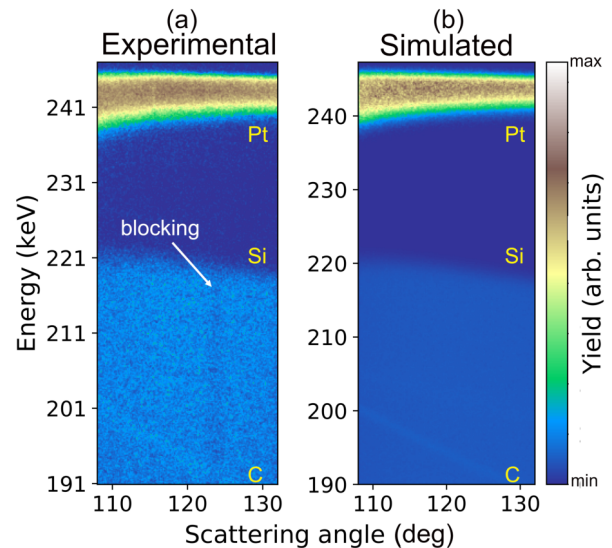 (a)
Experimental
(b)
Simulated
Energy (keV)
241
231
221
211
201
191
Pt
Si
C
blocking
110
120
130
240
230
220
210
200
190
Pt
Si
C
110
120
130
Scattering angle (deg)
max
min
Yield (arb. units)